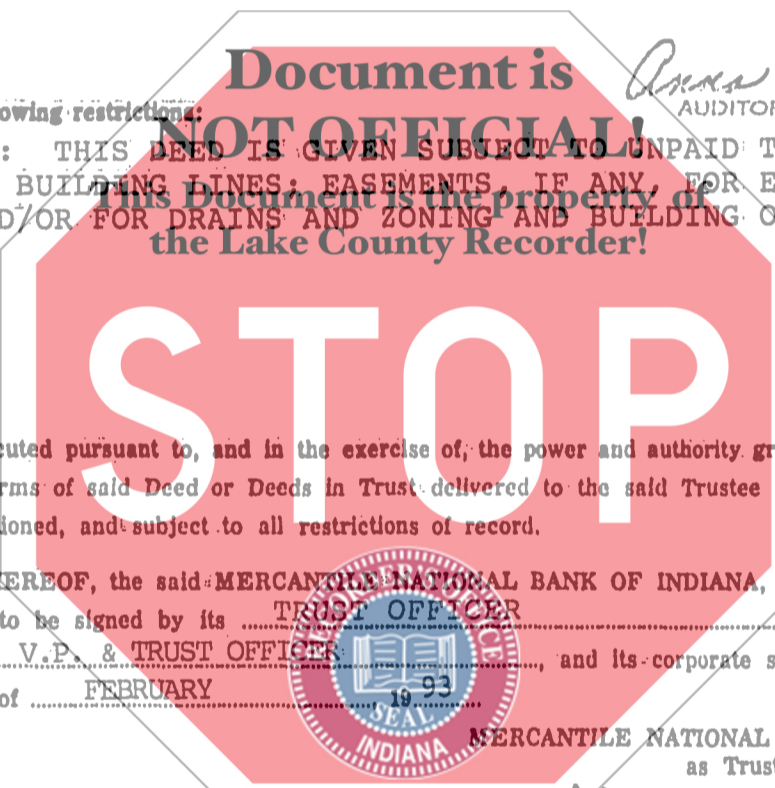 Document is
AUDITOR
owing restrictions:
NOT OFFICIAL!
: THIS DEED IS GIVEN SUBJECT TO UNPAID T
BUILDING LINES; EASEMENTS, IF ANY, FOR E
This Document is the property of
D/OR FOR DRAINS AND ZONING AND BUILDING O
the Lake County Recorder!
STOP
cuted pursuant to, and in the exercise of, the power and authority gr
rms of said Deed or Deeds in Trust delivered to the said Trustee
ioned, and subject to all restrictions of record.
EREOF, the said MERCANTILE NATIONAL BANK OF INDIANA,
to be signed by its TRUST OFFICER
V.P. & TRUST OFFICER, and its corporate s
of FEBRUARY, 19 93
RECORDER'S OFFICE
SEAL
INDIANA
MERCANTILE NATIONAL
as Trust